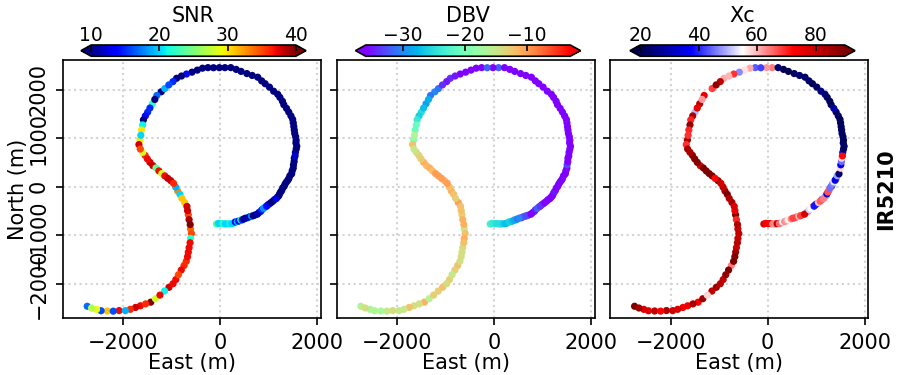 SNR DBV Xc
10 20 30 40 −30 −20 −10 20 40 60 80
North (m)
2000
1000
0
−1000
−2000
IR5210
−2000 0 2000 −2000 0 2000 −2000 0 2000
East (m) East (m) East (m)